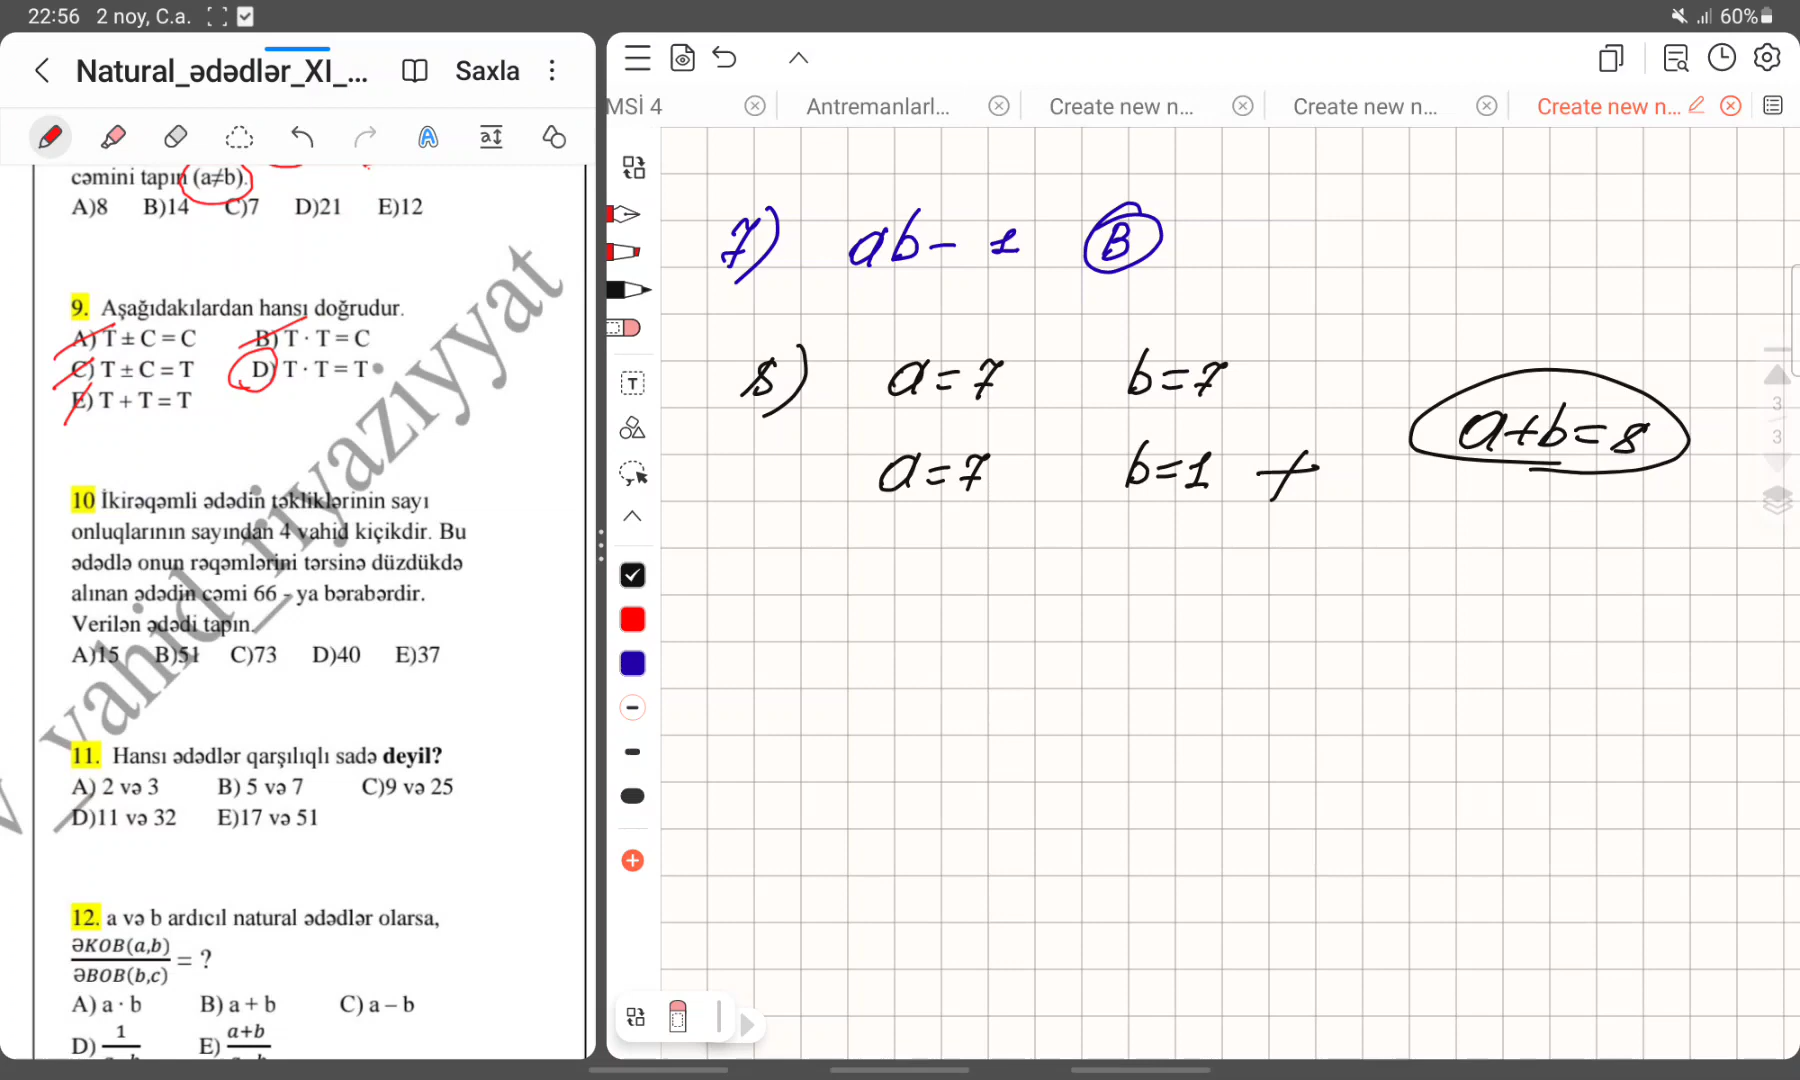 22:56 2 noy, C.a.
60%
Natural_ədədlər_XI_... Saxla
MSİ 4 Antremanlarl... Create new n... Create new n... Create new n...
cəmini tapın (a≠b).
A)8 B)14 C)7 D)21 E)12
9. Aşağıdakılardan hansı doğrudur.
A) T ± C = C B) T · T = C
C) T ± C = T D) T · T = T
E) T + T = T
10 İkirəqəmli ədədin təkliklərinin sayı
onluqlarının sayından 4 vahid kiçikdir. Bu
ədədlə onun rəqəmlərini tərsinə düzdükdə
alınan ədədin cəmi 66 - ya bərabərdir.
Verilən ədədi tapın.
A)15 B)51 C)73 D)40 E)37
11. Hansı ədədlər qarşılıqlı sadə deyil?
A) 2 və 3 B) 5 və 7 C)9 və 25
D)11 və 32 E)17 və 51
12. a və b ardıcıl natural ədədlər olarsa,
ƏKOB(a,b)
ƏBOB(b,c)
= ?
A) a · b B) a + b C) a – b
D) 1 E) a+b
vahid_riyaziyyat
7) ab - 1 B
8) a = 7 b = 7
a = 7 b = 1 +
a + b = 8
T
3
3